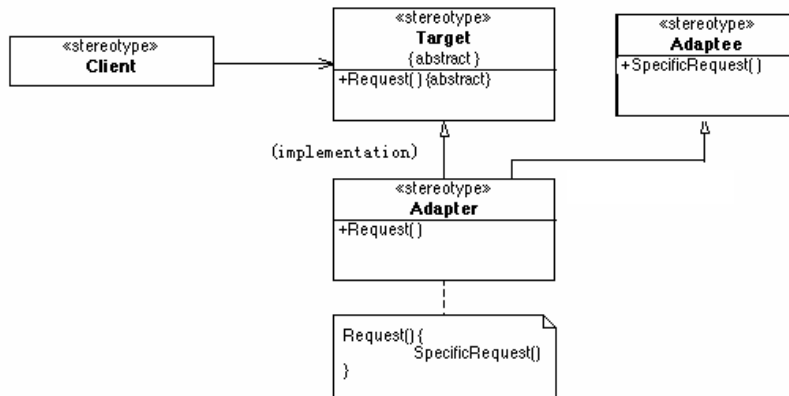 «stereotype»
Client
«stereotype»
Target
{abstract}
+Request(){abstract}
«stereotype»
Adaptee
+SpecificRequest()
(implementation)
«stereotype»
Adapter
+Request()
Request(){
SpecificRequest()
}